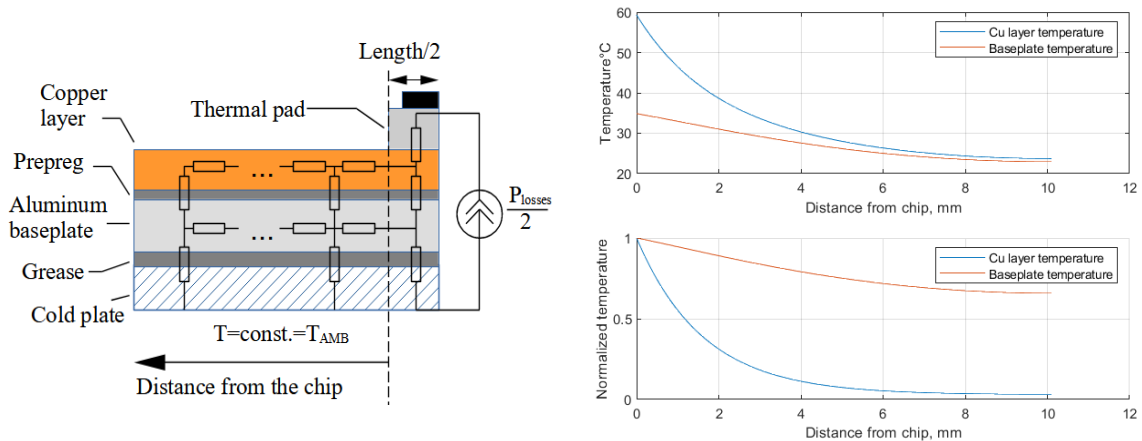 Length/2
Copper
layer
Thermal pad
Prepreg
Aluminum
baseplate
Grease
Cold plate
...
...
P_losses
2
T=const.=T_AMB
Distance from the chip
60
50
40
30
20
Temperature°C
Cu layer temperature
Baseplate temperature
0 2 4 6 8 10 12
Distance from chip, mm
1
0.5
0
Normalized temperature
Cu layer temperature
Baseplate temperature
0 2 4 6 8 10 12
Distance from chip, mm